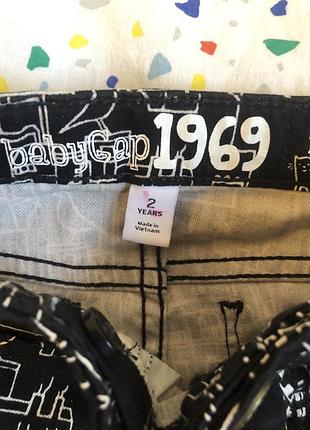 babyGap 1969
2
YEARS
Made in
Vietnam